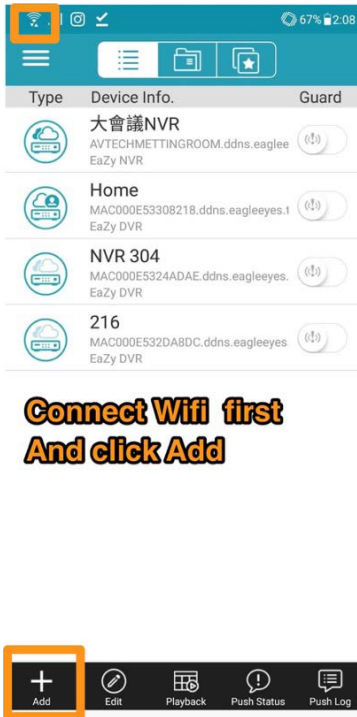 67% 2:08
Type Device Info. Guard
大會議NVR
AVTECHMETTINGROOM.ddns.eaglee
EaZy NVR
Home
MAC000E53308218.ddns.eagleeyes.t
EaZy DVR
NVR 304
MAC000E5324ADAE.ddns.eagleeyes.
EaZy DVR
216
MAC000E532DA8DC.ddns.eagleeyes
EaZy DVR
Connect Wifi first
And click Add
Add Edit Playback Push Status Push Log